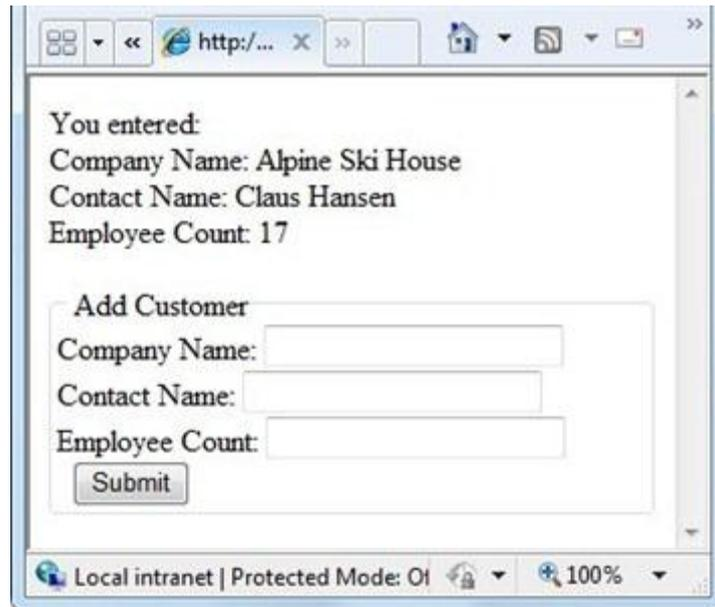 http:/...
You entered:
Company Name: Alpine Ski House
Contact Name: Claus Hansen
Employee Count: 17
Add Customer
Company Name:
Contact Name:
Employee Count:
Submit
Local intranet | Protected Mode: Of
100%